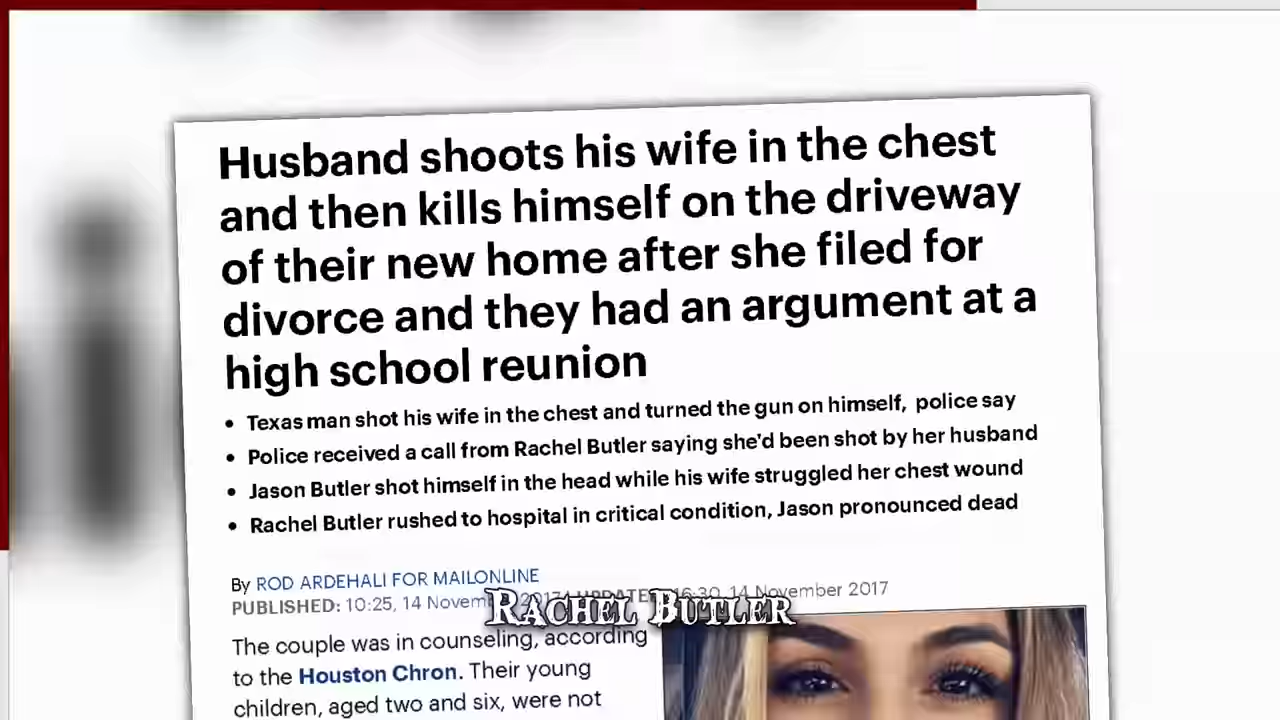 Husband shoots his wife in the chest
and then kills himself on the driveway
of their new home after she filed for
divorce and they had an argument at a
high school reunion
• Texas man shot his wife in the chest and turned the gun on himself, police say
• Police received a call from Rachel Butler saying she'd been shot by her husband
• Jason Butler shot himself in the head while his wife struggled her chest wound
• Rachel Butler rushed to hospital in critical condition, Jason pronounced dead
By ROD ARDEHALI FOR MAILONLINE
PUBLISHED: 10:25, 14 November 2017 | UPDATED: 16:30, 14 November 2017
RACHEL BUTLER
The couple was in counseling, according
to the Houston Chron. Their young
children, aged two and six, were not